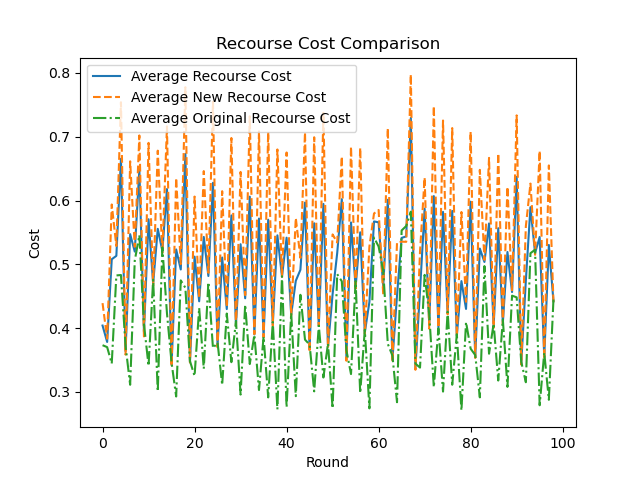 Recourse Cost Comparison
Average Recourse Cost
Average New Recourse Cost
Average Original Recourse Cost
0.8
0.7
0.6
0.5
0.4
0.3
Cost
0
20
40
60
80
100
Round